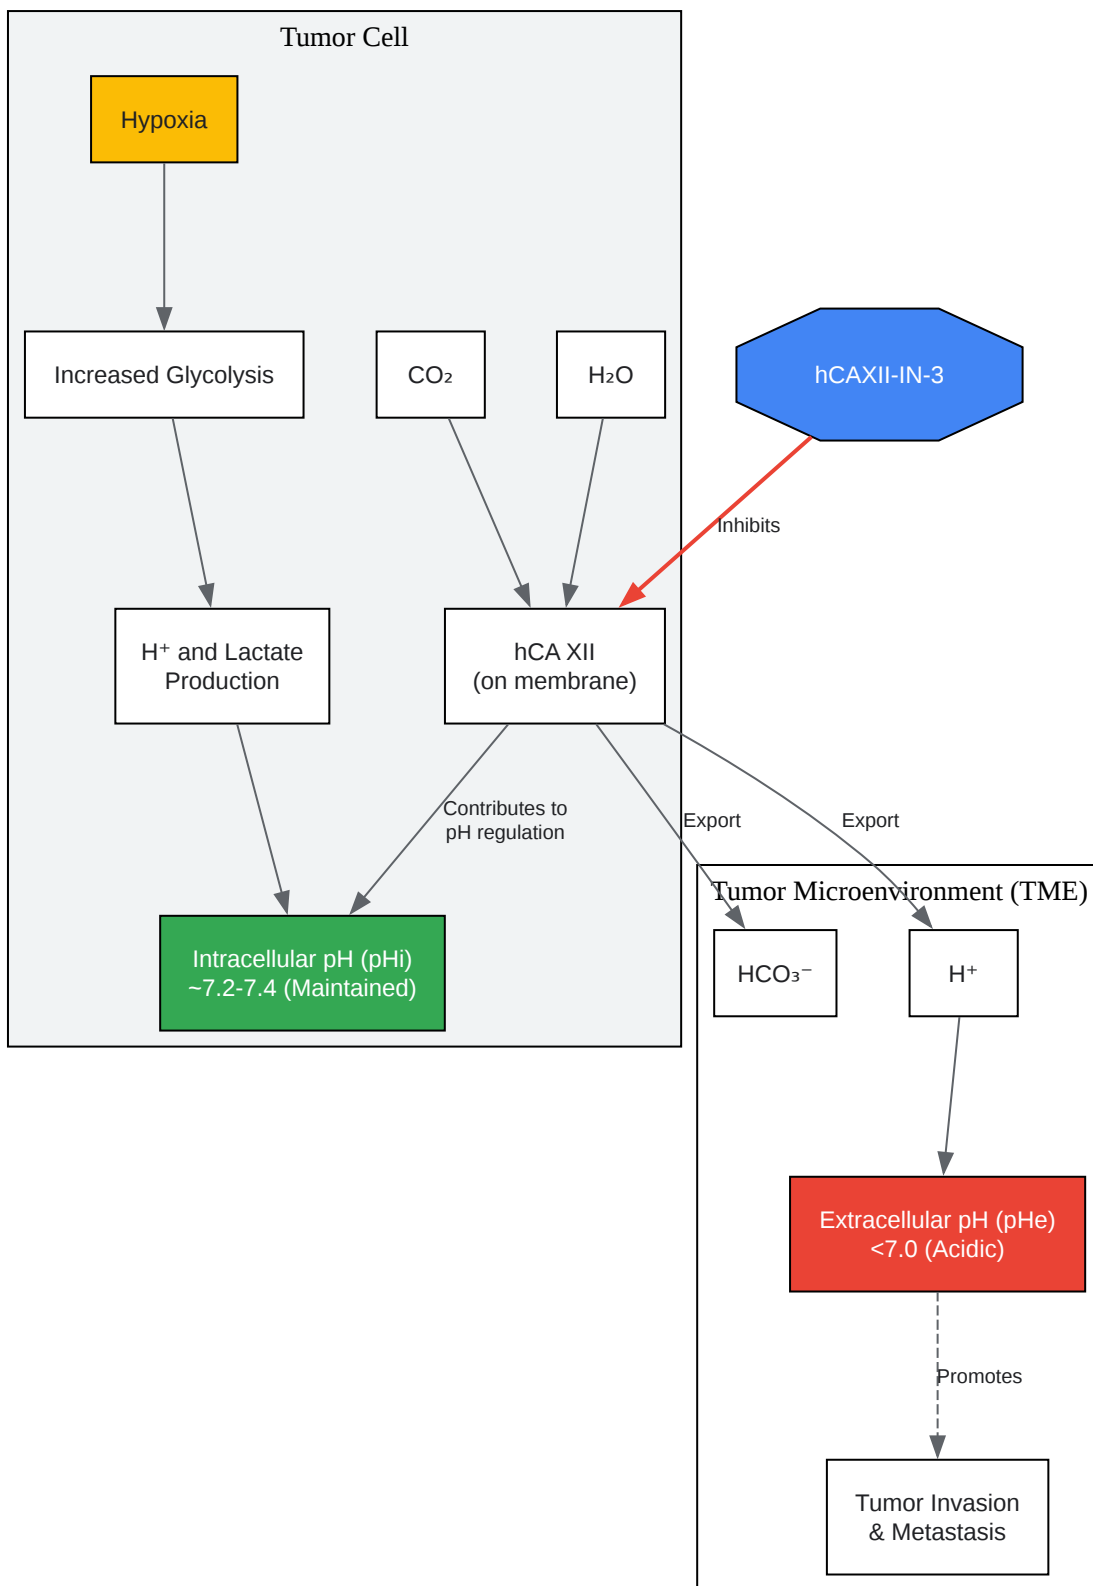 Tumor Cell
Hypoxia
Increased Glycolysis
CO₂
H₂O
hCAXII-IN-3
Inhibits
H⁺ and Lactate
Production
hCA XII
(on membrane)
Contributes to
pH regulation
Export
Export
Tumor Microenvironment (TME)
Intracellular pH (pHi)
~7.2-7.4 (Maintained)
HCO₃⁻
H⁺
Extracellular pH (pHe)
<7.0 (Acidic)
Promotes
Tumor Invasion
& Metastasis